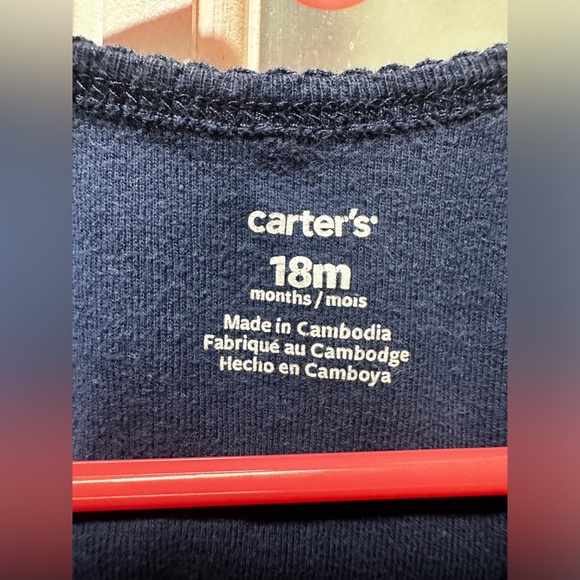 carter's
18m
months/mois
Made in Cambodia
Fabriqué au Cambodge
Hecho en Camboya